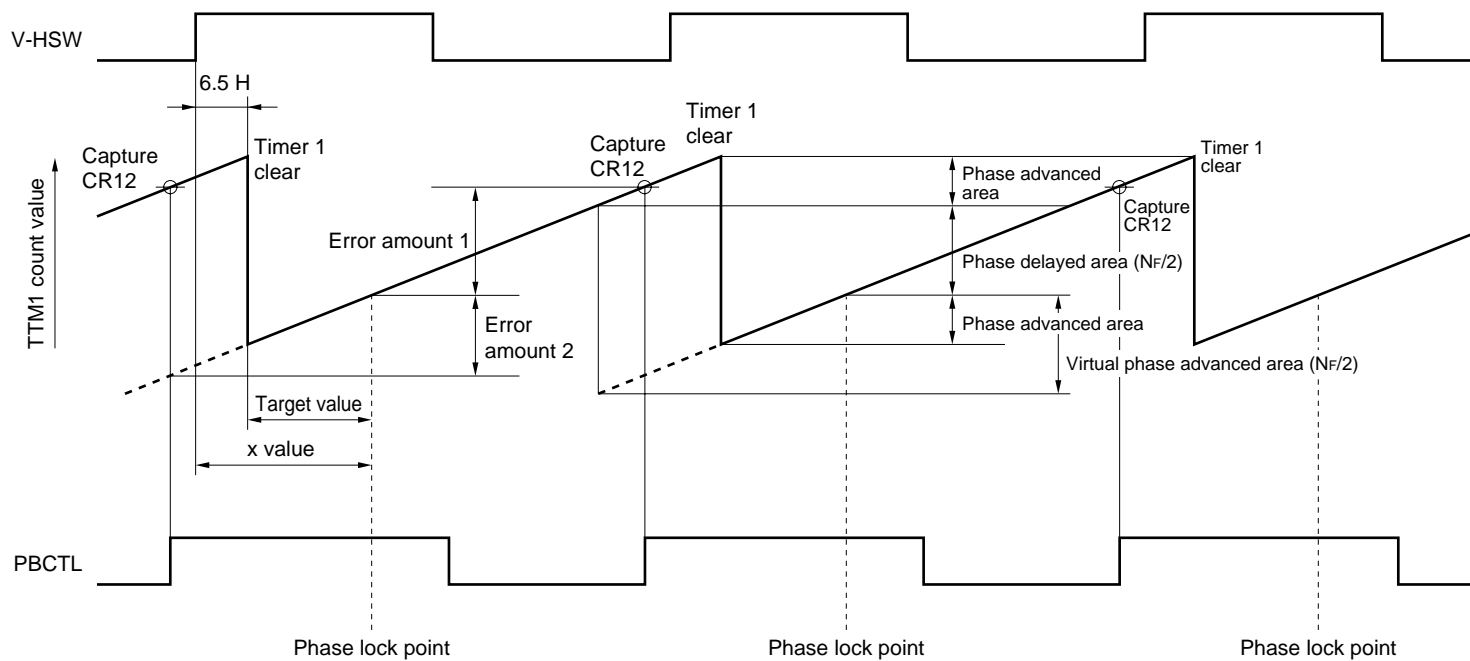 V-HSW
6.5 H
Capture
CR12
Timer 1
clear
Capture
CR12
Timer 1
clear
Timer 1
clear
Phase advanced
area
Capture
CR12
TTM1 count value
Error amount 1
Phase delayed area (NF/2)
Error
amount 2
Phase advanced area
Virtual phase advanced area (NF/2)
Target value
x value
PBCTL
Phase lock point
Phase lock point
Phase lock point